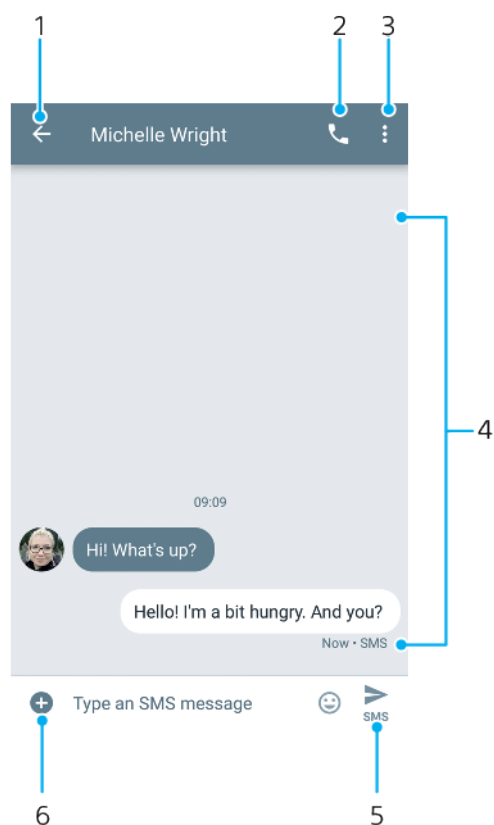 1 2 3
Michelle Wright
4
09:09
Hi! What's up?
Hello! I'm a bit hungry. And you?
Now • SMS
Type an SMS message
SMS
6 5